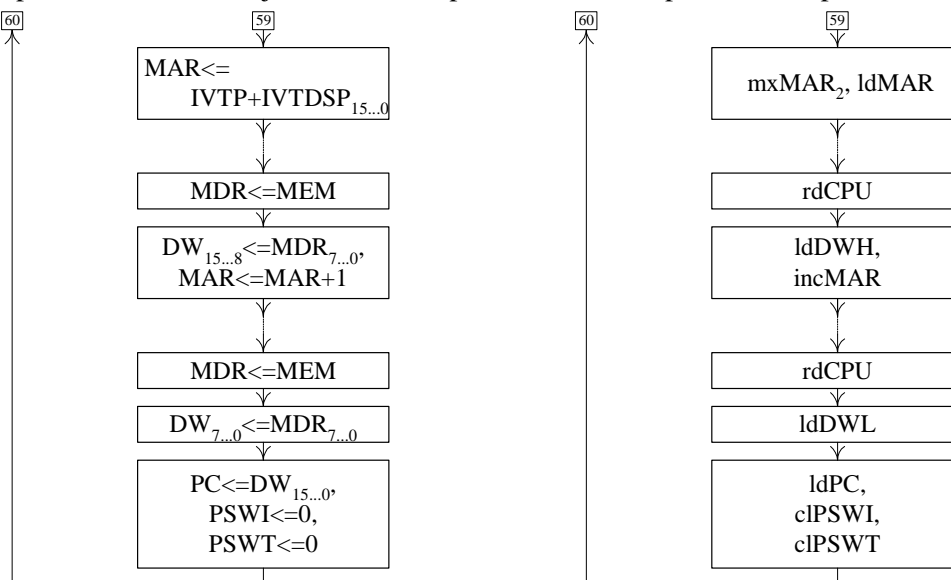 60
59
60
59
MAR<=
IVTP+IVTDSP15...0
MDR<=MEM
DW15...8<=MDR7...0,
MAR<=MAR+1
MDR<=MEM
DW7...0<=MDR7...0
PC<=DW15...0,
PSWI<=0,
PSWT<=0
mxMAR2, ldMAR
rdCPU
ldDWH,
incMAR
rdCPU
ldDWL
ldPC,
clPSWI,
clPSWT